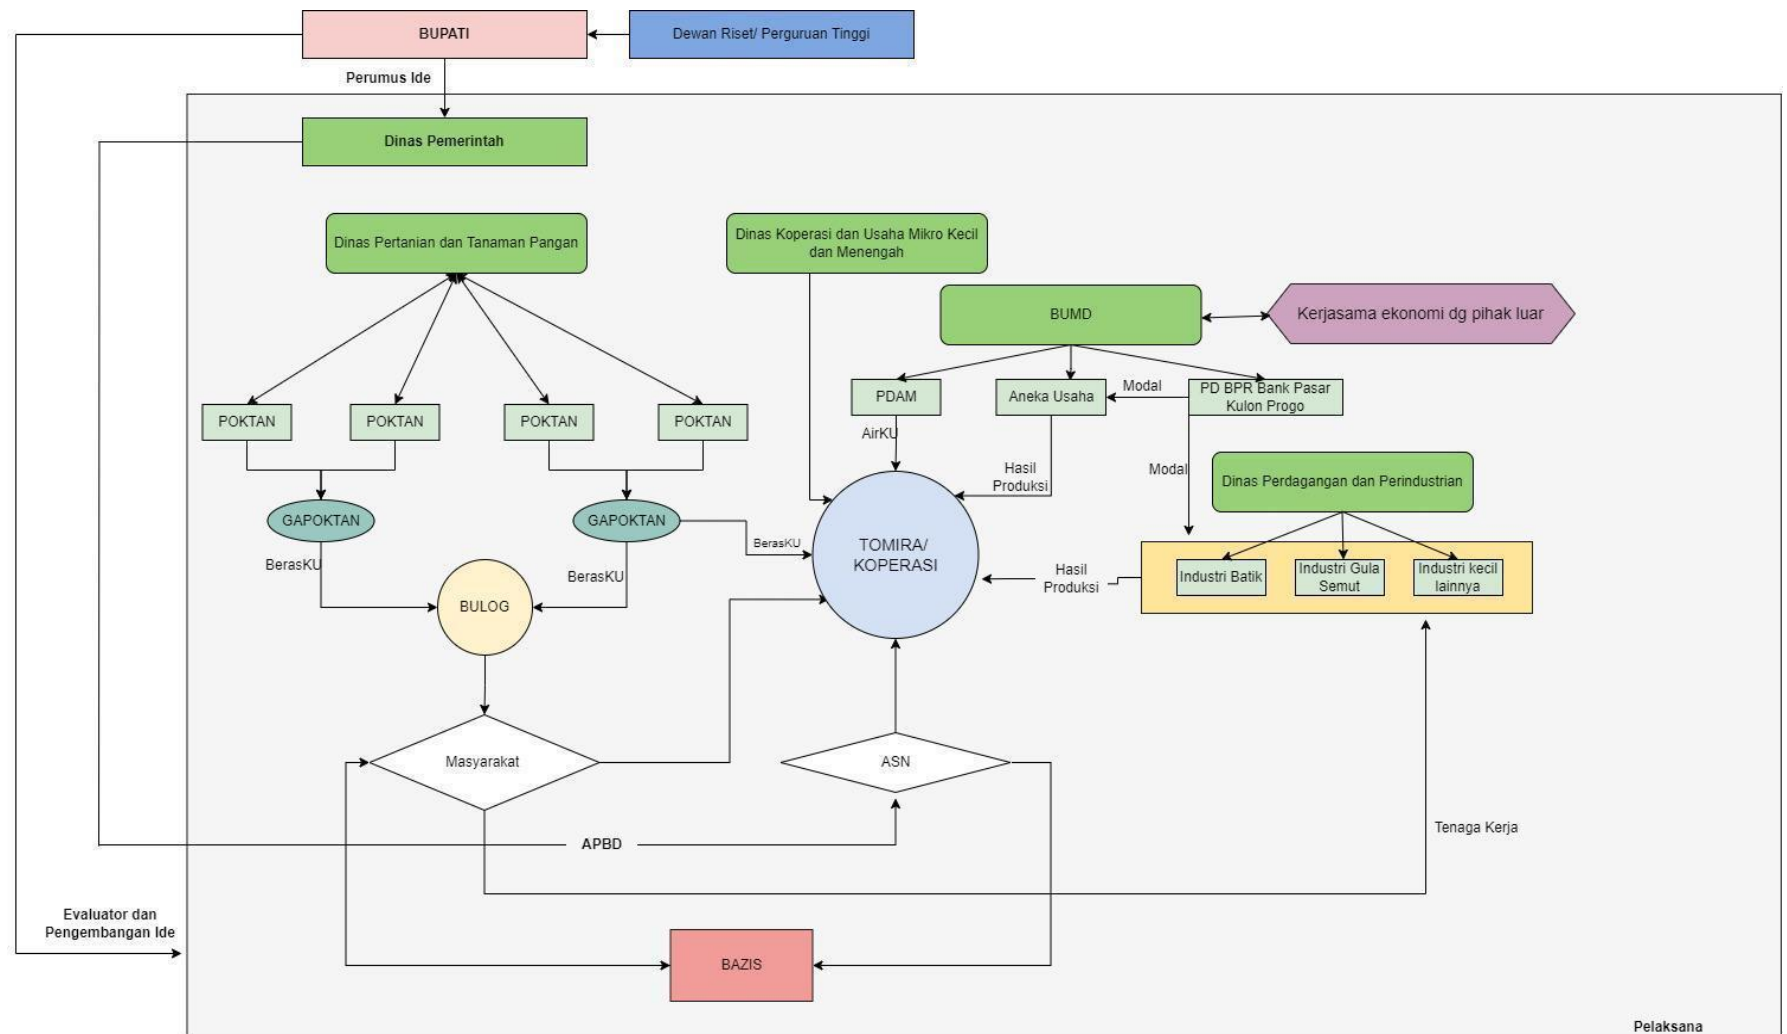 BUPATI
Dewan Riset/ Perguruan Tinggi
Perumus Ide
Dinas Pemerintah
Dinas Pertanian dan Tanaman Pangan
Dinas Koperasi dan Usaha Mikro Kecil
dan Menengah
BUMD
Kerjasama ekonomi dg pihak luar
PDAM
Aneka Usaha
Modal
PD BPR Bank Pasar
Kulon Progo
POKTAN
POKTAN
POKTAN
POKTAN
AirKU
Hasil
Produksi
Modal
Dinas Perdagangan dan Perindustrian
GAPOKTAN
GAPOKTAN
BerasKU
TOMIRA/
KOPERASI
BerasKU
BerasKU
Hasil
Produksi
Industri Batik
Industri Gula
Semut
Industri kecil
lainnya
BULOG
Masyarakat
ASN
Tenaga Kerja
APBD
Evaluator dan
Pengembangan Ide
BAZIS
Pelaksana